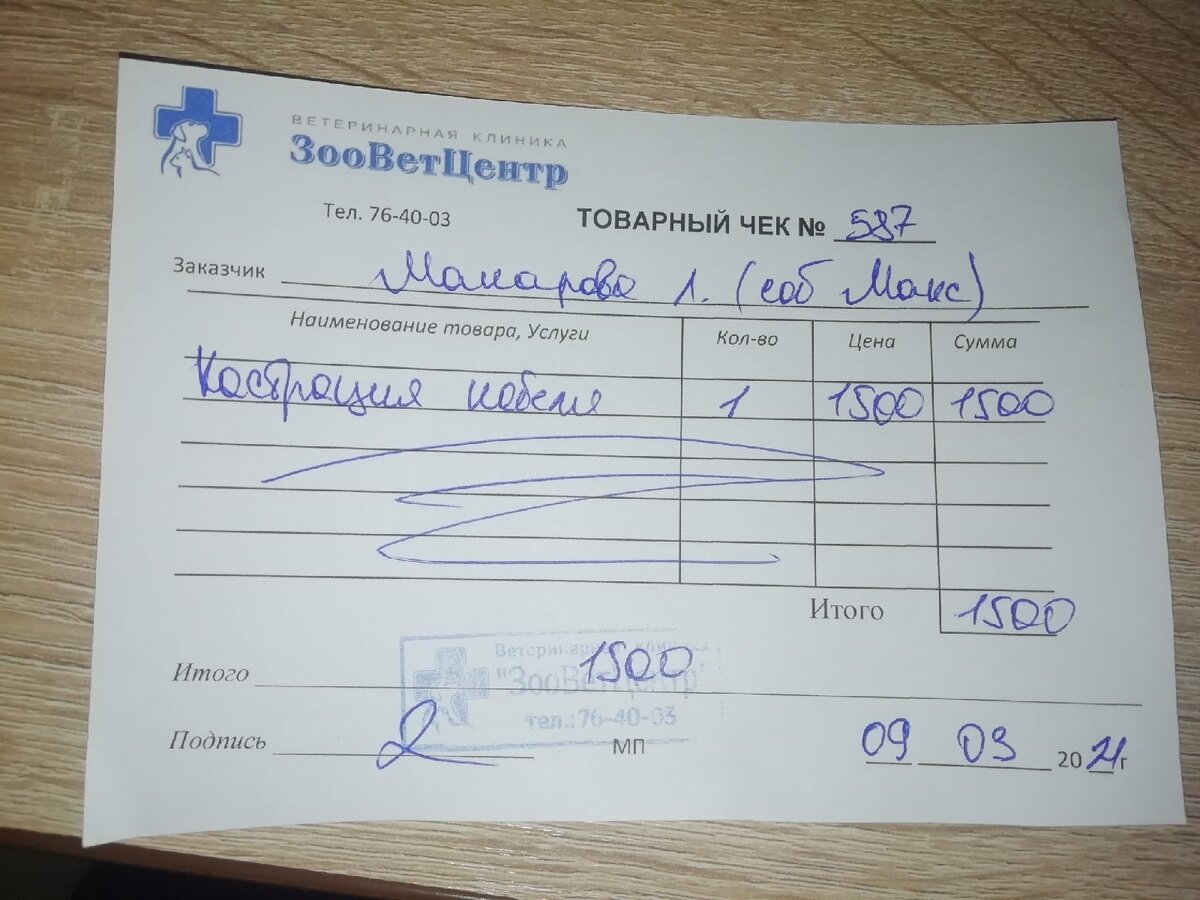 ВЕТЕРИНАРНАЯ КЛИНИКА
ЗооВетЦентр
Тел. 76-40-03 ТОВАРНЫЙ ЧЕК № 587
Заказчик Макарова Л. (соб Макс)
Наименование товара, Услуги Кол-во Цена Сумма
Кастрация кобеля 1 1500 1500
Итого 1500
Итого 1500
Подпись МП 09 03 2021г
Ветеринарная клиника
"ЗооВетЦентр"
тел.:76-40-03